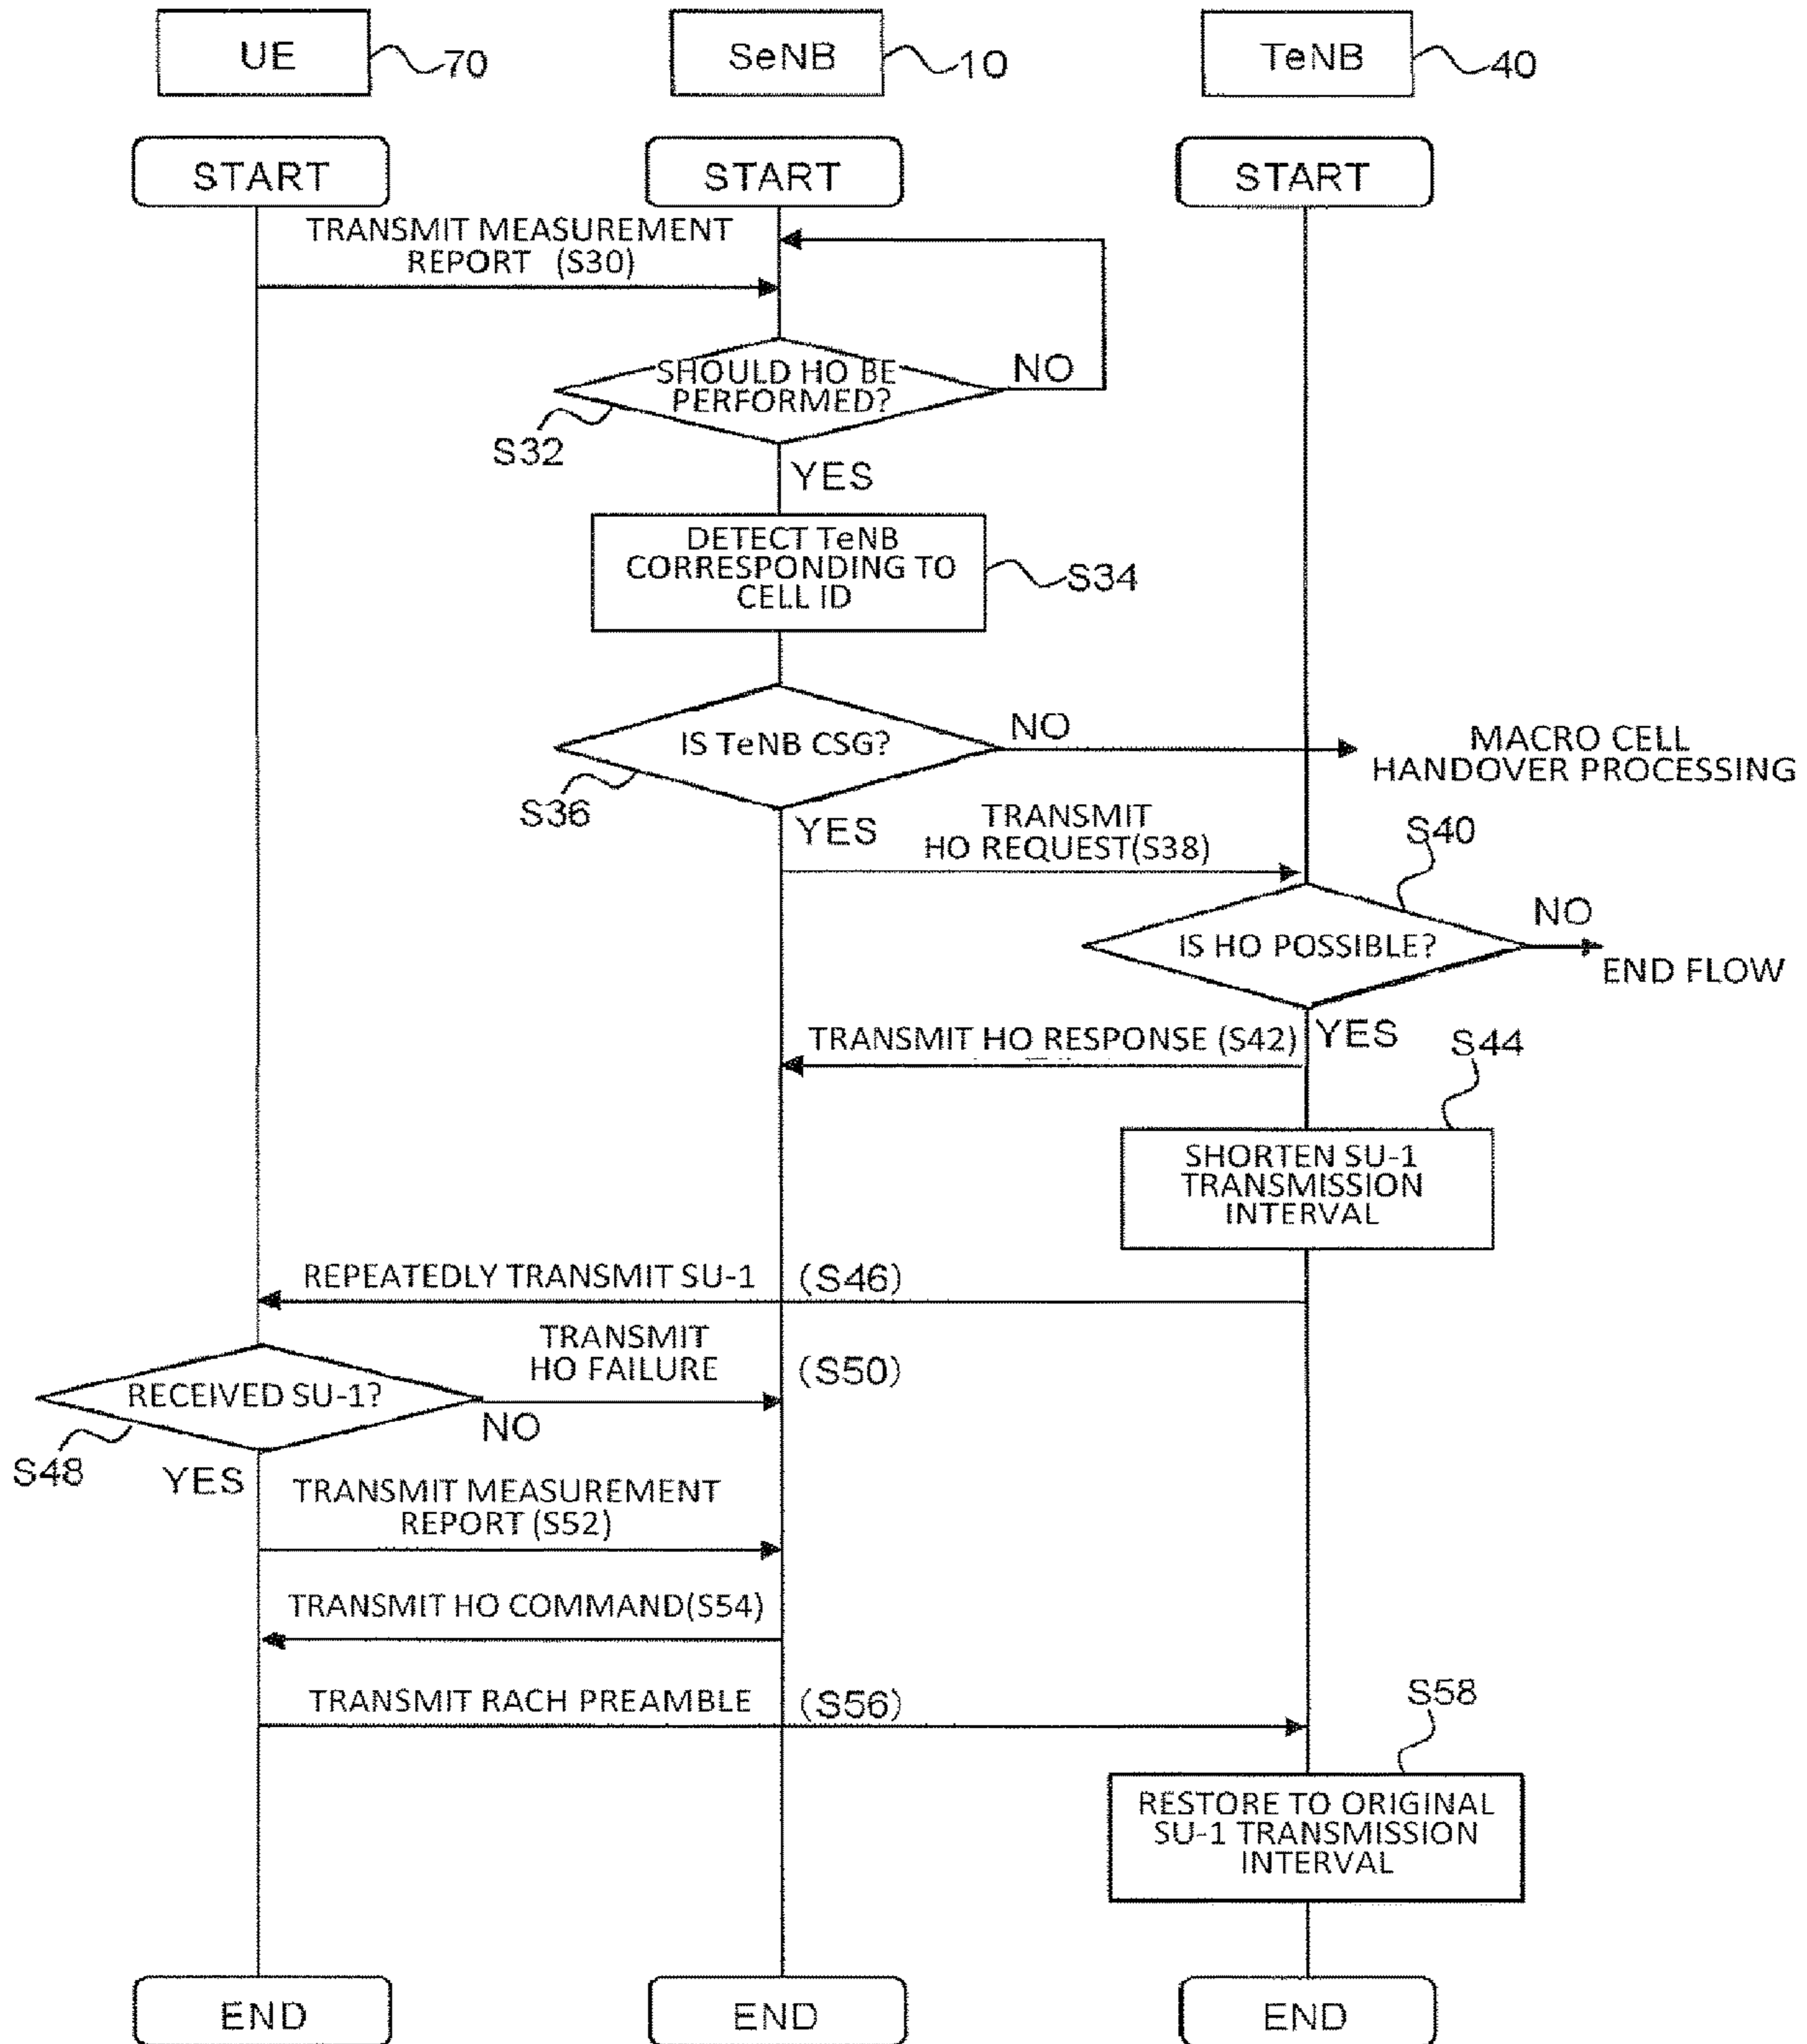 UE
70
SeNB
10
TeNB
40
START
START
START
TRANSMIT MEASUREMENT
REPORT (S30)
SHOULD HO BE
PERFORMED?
NO
S32
YES
DETECT TeNB
CORRESPONDING TO
CELL ID
S34
IS TeNB CSG?
NO
MACRO CELL
HANDOVER PROCESSING
S36
YES
TRANSMIT
HO REQUEST(S38)
S40
IS HO POSSIBLE?
NO
END FLOW
YES
TRANSMIT HO RESPONSE (S42)
S44
SHORTEN SU-1
TRANSMISSION
INTERVAL
REPEATEDLY TRANSMIT SU-1 (S46)
TRANSMIT
HO FAILURE (S50)
RECEIVED SU-1?
NO
S48
YES
TRANSMIT MEASUREMENT
REPORT (S52)
TRANSMIT HO COMMAND(S54)
TRANSMIT RACH PREAMBLE (S56)
S58
RESTORE TO ORIGINAL
SU-1 TRANSMISSION
INTERVAL
END
END
END